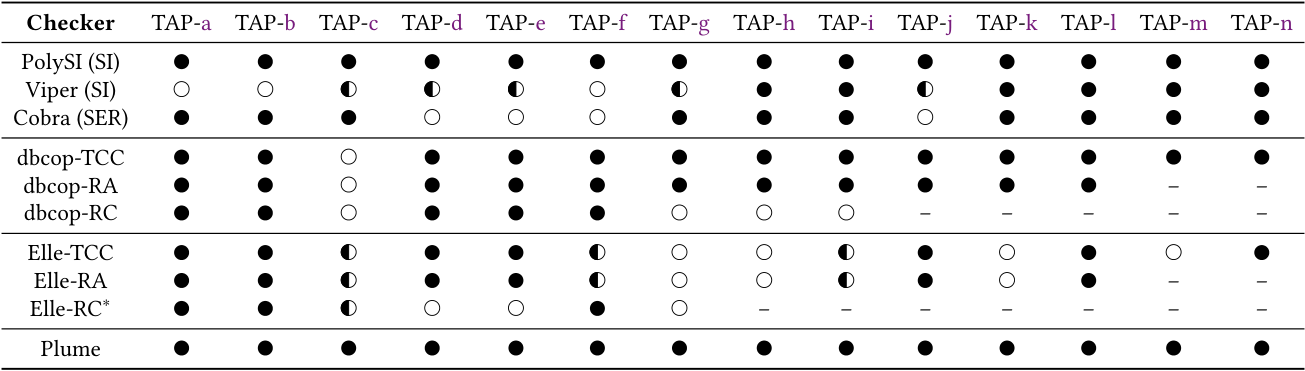 Checker TAP-a TAP-b TAP-c TAP-d TAP-e TAP-f TAP-g TAP-h TAP-i TAP-j TAP-k TAP-l TAP-m TAP-n
PolySI (SI) ● ● ● ● ● ● ● ● ● ● ● ● ● ●
Viper (SI) ○ ○ ◐ ◐ ◐ ○ ◐ ● ● ◐ ● ● ● ●
Cobra (SER) ● ● ● ○ ○ ○ ● ● ● ○ ● ● ● ●
dbcop-TCC ● ● ○ ● ● ● ● ● ● ● ● ● ● ●
dbcop-RA ● ● ○ ● ● ● ● ● ● ● ● ● – –
dbcop-RC ● ● ○ ● ● ● ○ ○ ○ – – – – –
Elle-TCC ● ● ◐ ● ● ◐ ○ ○ ◐ ● ○ ● ○ ●
Elle-RA ● ● ◐ ● ● ◐ ○ ○ ◐ ● ○ ● – –
Elle-RC* ● ● ◐ ○ ○ ● ○ – – – – – – –
Plume ● ● ● ● ● ● ● ● ● ● ● ● ● ●